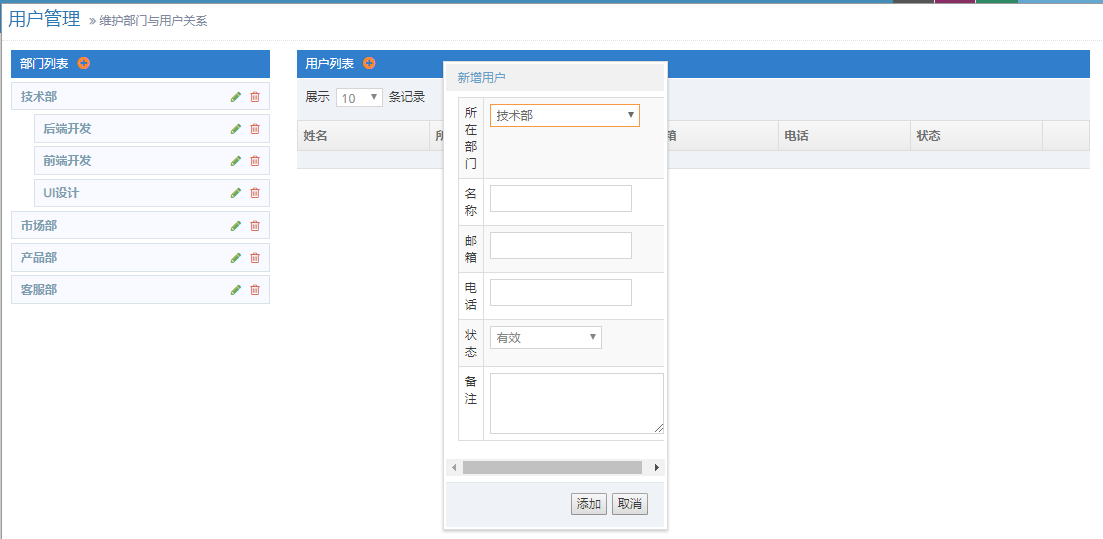 用户管理 » 维护部门与用户关系
部门列表
技术部
后端开发
前端开发
UI设计
市场部
产品部
客服部
用户列表
展示 10 条记录
姓名 电话 状态
新增用户
所在部门 技术部
名称
邮箱
电话
状态 有效
备注
添加 取消